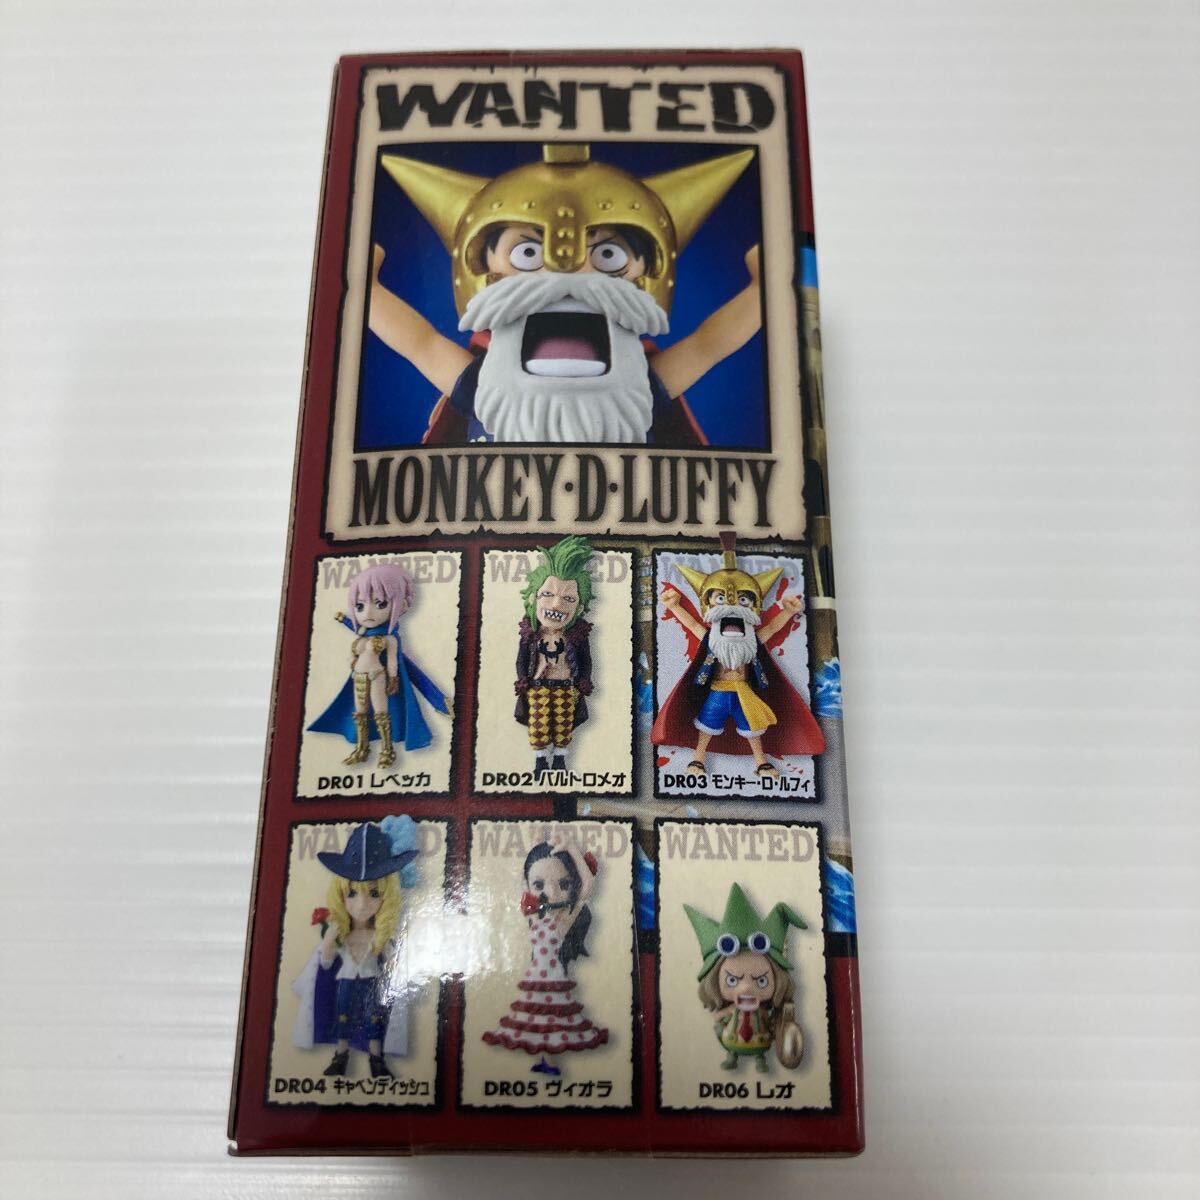 WANTED
MONKEY·D·LUFFY
WANTED
WANTED
WANTED
DR01 レベッカ
DR02 バルトロメオ
DR03 モンキー・D・ルフィ
WANTED
WANTED
WANTED
DR04 キャベンディッシュ
DR05 ヴィオラ
DR06 レオ